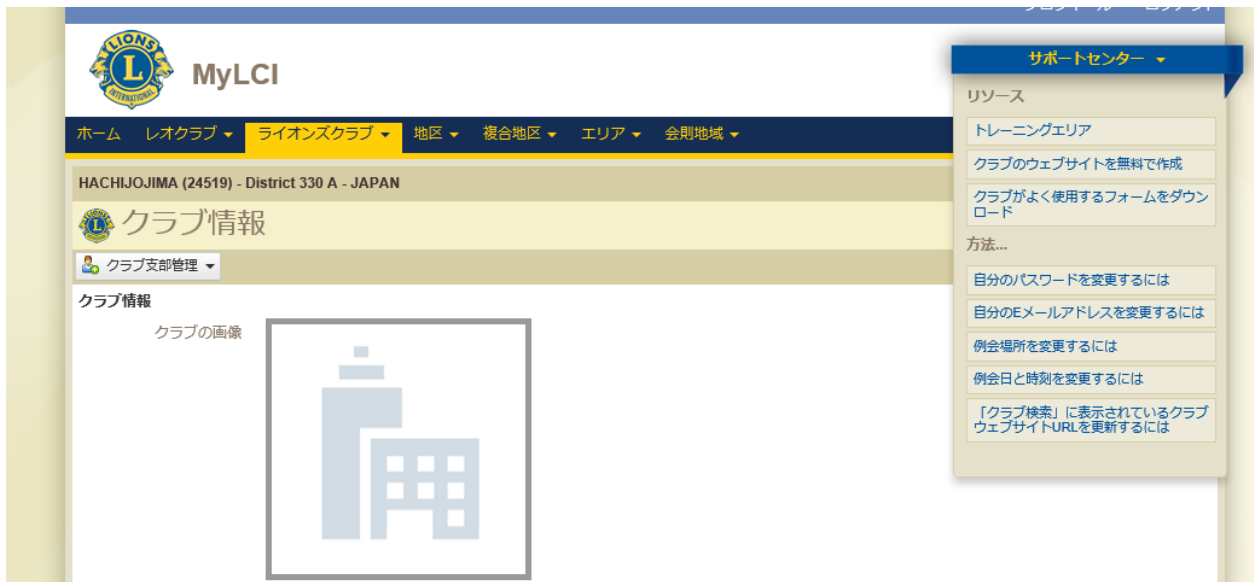 LIONS
L
INTERNATIONAL
MyLCI
サポートセンター
リソース
トレーニングエリア
クラブのウェブサイトを無料で作成
クラブがよく使用するフォームをダウン
ロード
方法...
自分のパスワードを変更するには
自分のEメールアドレスを変更するには
例会場所を変更するには
例会日と時刻を変更するには
「クラブ検索」に表示されているクラブ
ウェブサイトURLを更新するには
ホーム レオクラブ ライオンズクラブ 地区 複合地区 エリア 会則地域
HACHIJOJIMA (24519) - District 330 A - JAPAN
クラブ情報
クラブ支部管理
クラブ情報
クラブの画像